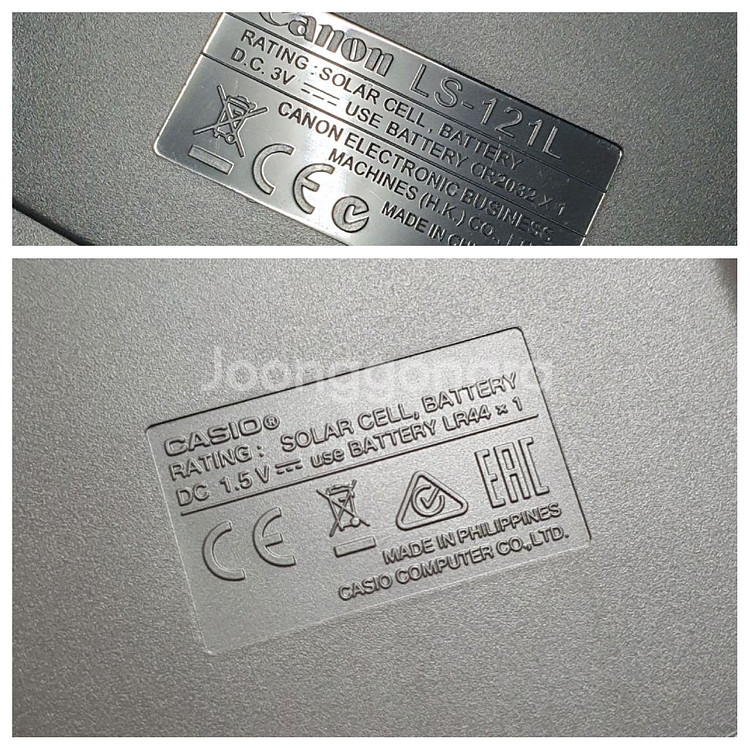 Canon LS-121L
RATING : SOLAR CELL, BATTERY
D.C. 3V USE BATTERY CR2032 X 1
CANON ELECTRONIC BUSINESS
MACHINES (H.K.) CO.,
MADE IN
CE
Joonggonara
CASIO®
RATING : SOLAR CELL, BATTERY
DC 1.5 V use BATTERY LR44 × 1
CE EAC
MADE IN PHILIPPINES
CASIO COMPUTER CO.,LTD.